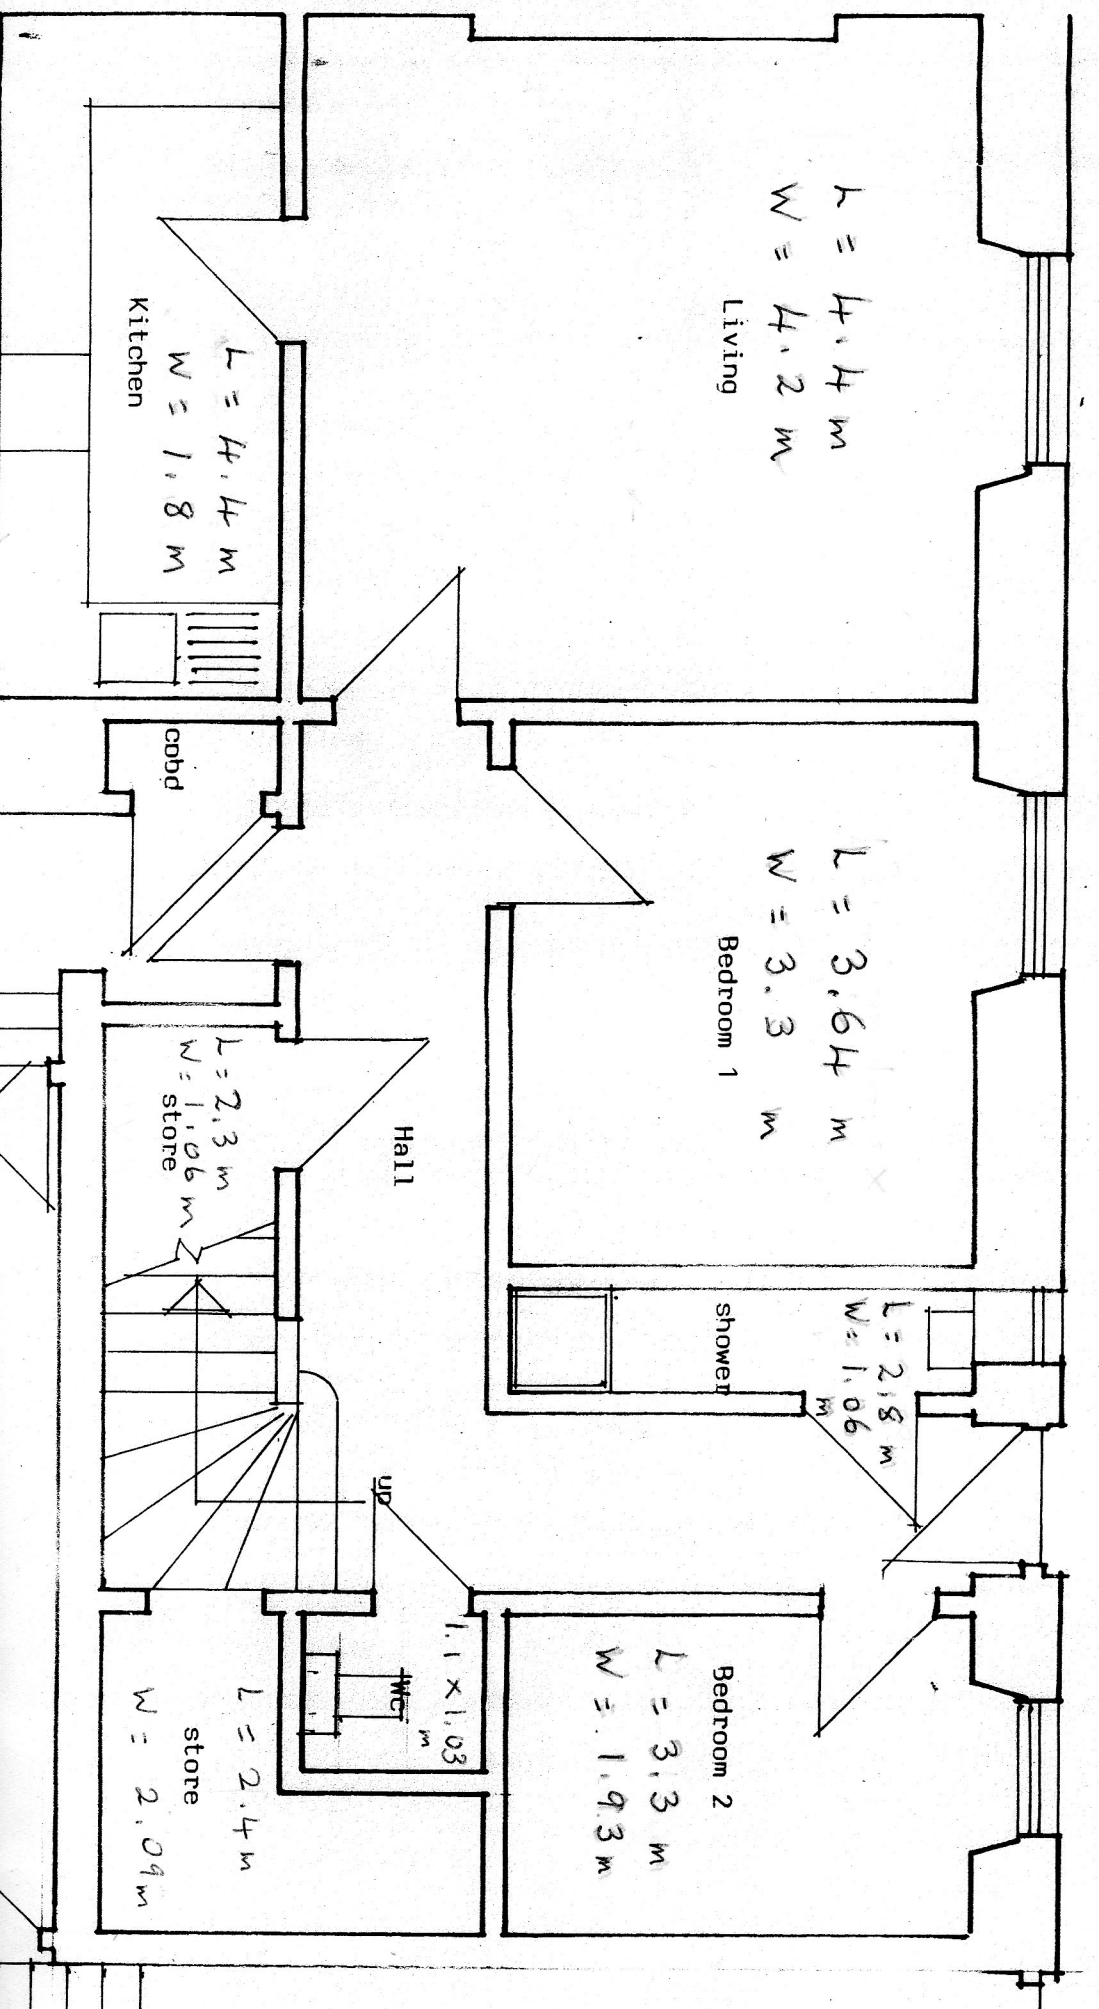 L = 4.4 m
W = 4.2 m
Living
L = 4.4 m
W = 1.8 m
Kitchen
cobd
L = 3.64 m
W = 3.3 m
Bedroom 1
L = 2.3 m
W = 1.06 m
store
Hall
L = 2.8 m
W = 1.06
m
shower
up
1.1 x 1.03
m
Wc
Bedroom 2
L = 3.3 m
W = 1.93 m
L = 2.4 m
store
W = 2.09 m